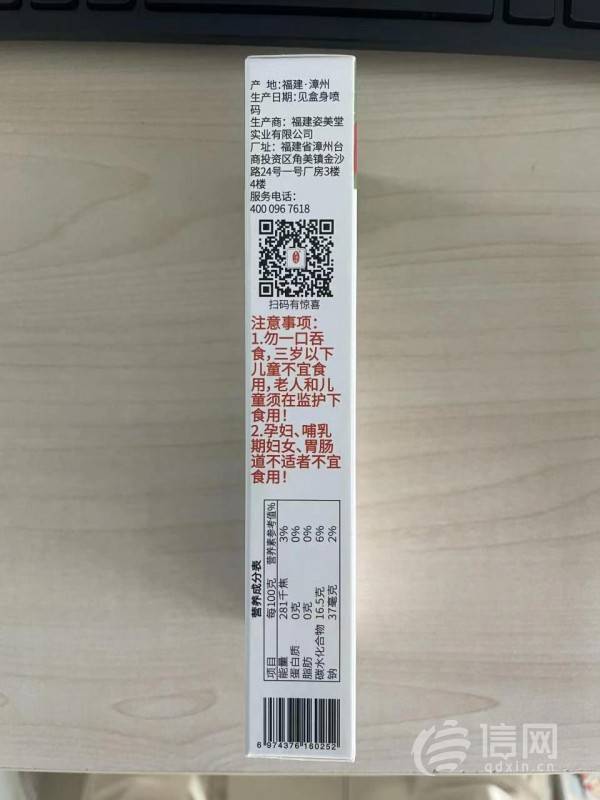 产 地:福建·漳州
生产日期:见盒身喷
码
生产商:福建姿美堂
实业有限公司
厂址:福建省漳州台
商投资区角美镇金沙
路24号一号厂房3楼
4楼
服务电话:
400 096 7618
扫码有惊喜
注意事项:
1.勿一口吞
食,三岁以下
儿童不宜食
用,老人和儿
童须在监护下
食用!
2.孕妇、哺乳
期妇女、胃肠
道不适者不宜
食用!
营养成分表
项目 每100克 营养素参考值%
能量 281千焦 3%
蛋白质 0克 0%
脂肪 0克 0%
碳水化合物 16.5克 6%
钠 37毫克 2%
6 974376 160252
信网
qdxin.cn